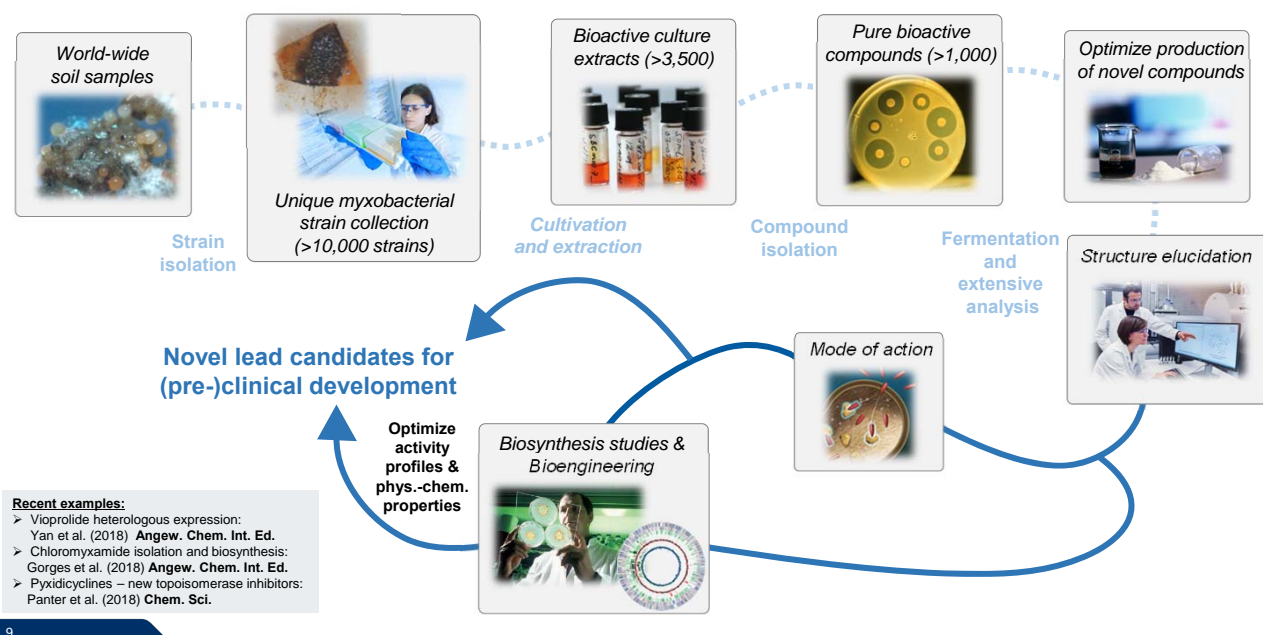 World-wide
soil samples
Unique myxobacterial
strain collection
(>10,000 strains)
Bioactive culture
extracts (>3,500)
Pure bioactive
compounds (>1,000)
Optimize production
of novel compounds
Strain
isolation
Cultivation
and extraction
Compound
isolation
Fermentation
and
extensive
analysis
Structure elucidation
Mode of action
Novel lead candidates for
(pre-)clinical development
Optimize
activity
profiles &
phys.-chem.
properties
Biosynthesis studies &
Bioengineering
Recent examples:
➢ Vioprolide heterologous expression:
Yan et al. (2018) Angew. Chem. Int. Ed.
➢ Chloromyxamide isolation and biosynthesis:
Gorges et al. (2018) Angew. Chem. Int. Ed.
➢ Pyxidicyclines – new topoisomerase inhibitors:
Panter et al. (2018) Chem. Sci.
9